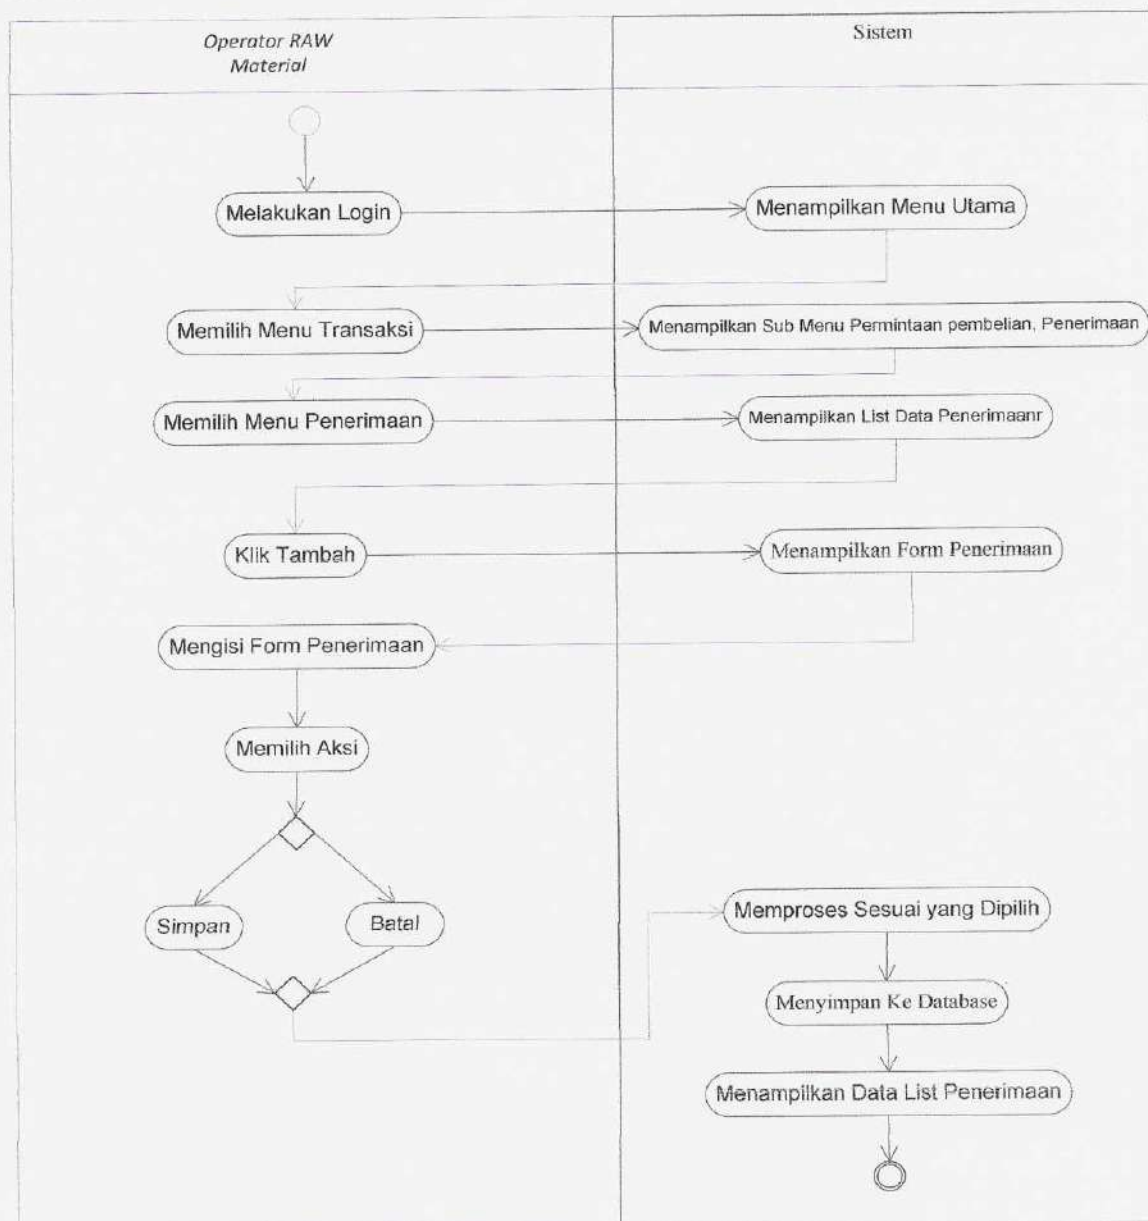 Operator RAW
Material
Sistem
Melakukan Login
Menampilkan Menu Utama
Memilih Menu Transaksi
Menampilkan Sub Menu Permintaan pembelian, Penerimaan
Memilih Menu Penerimaan
Menampilkan List Data Penerimaanr
Klik Tambah
Menampilkan Form Penerimaan
Mengisi Form Penerimaan
Memilih Aksi
Simpan
Batal
Memproses Sesuai yang Dipilih
Menyimpan Ke Database
Menampilkan Data List Penerimaan